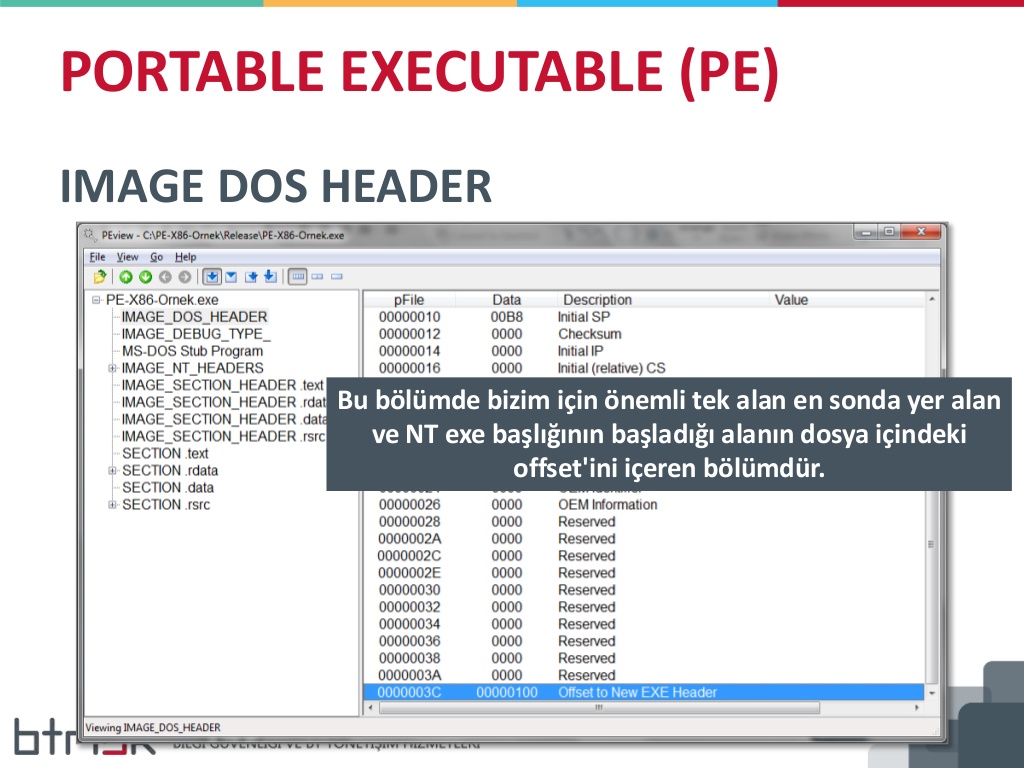 PORTABLE EXECUTABLE (PE)
IMAGE DOS HEADER
PEview - C:\PE-X86-Ornek\Release\PE-X86-Ornek.exe
File View Go Help
PE-X86-Ornek.exe
IMAGE_DOS_HEADER
IMAGE_DEBUG_TYPE_
MS-DOS Stub Program
IMAGE_NT_HEADERS
IMAGE_SECTION_HEADER .text
IMAGE_SECTION_HEADER .rdat
IMAGE_SECTION_HEADER .data
IMAGE_SECTION_HEADER .rsrc
SECTION .text
SECTION .rdata
SECTION .data
SECTION .rsrc
pFile Data Description Value
00000010 00B8 Initial SP
00000012 0000 Checksum
00000014 0000 Initial IP
00000016 0000 Initial (relative) CS
Bu bölümde bizim için önemli tek alan en sonda yer alan
ve NT exe başlığının başladığı alanın dosya içindeki
offset'ini içeren bölümdür.
00000026 0000 OEM Information
00000028 0000 Reserved
0000002A 0000 Reserved
0000002C 0000 Reserved
0000002E 0000 Reserved
00000030 0000 Reserved
00000032 0000 Reserved
00000034 0000 Reserved
00000036 0000 Reserved
00000038 0000 Reserved
0000003A 0000 Reserved
0000003C 00000100 Offset to New EXE Header
Viewing IMAGE_DOS_HEADER
BİLGİ GÜVENLİĞİ VE BT YÖNETİŞİM HİZMETLERİ